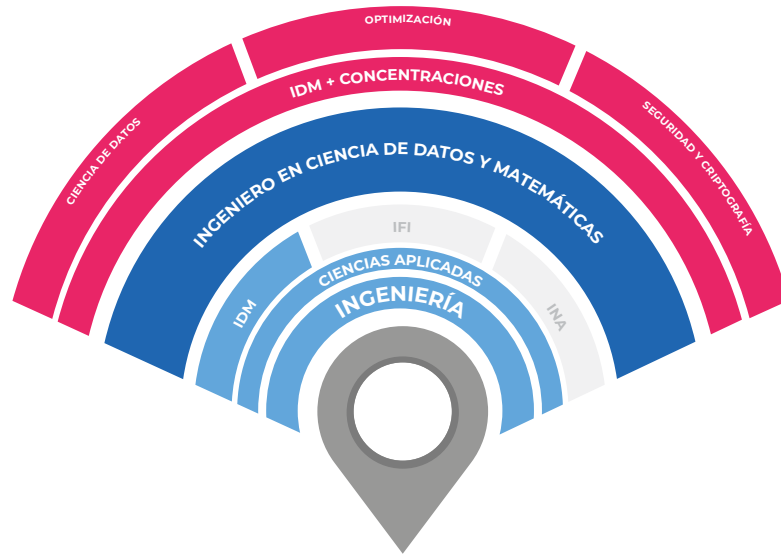 OPTIMIZACIÓN
CIENCIA DE DATOS
SEGURIDAD Y CRIPTOGRAFÍA
IDM + CONCENTRACIONES
INGENIERO EN CIENCIA DE DATOS Y MATEMÁTICAS
IDM
IFI
INA
CIENCIAS APLICADAS
INGENIERÍA